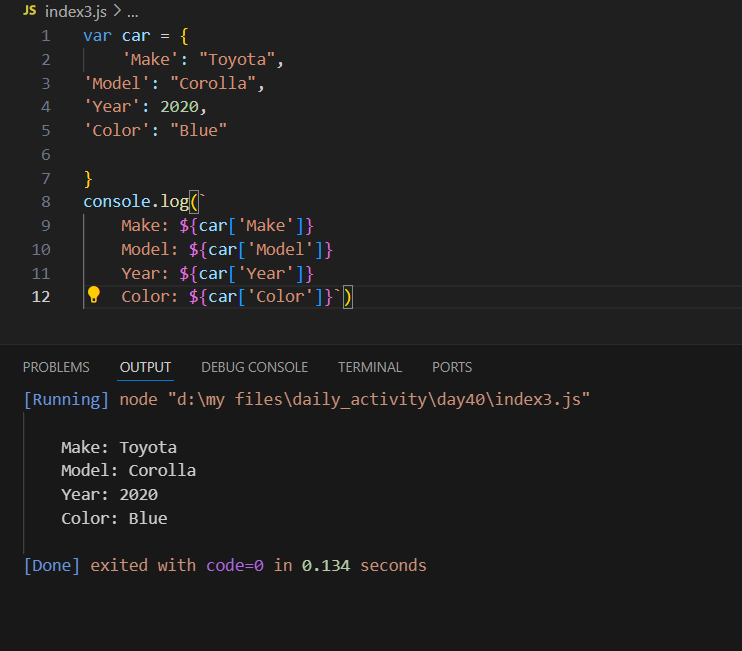 JS index3.js > ...
1 var car = {
2     'Make': "Toyota",
3 'Model': "Corolla",
4 'Year': 2020,
5 'Color': "Blue"
6
7 }
8 console.log(`
9     Make: ${car['Make']}
10     Model: ${car['Model']}
11     Year: ${car['Year']}
12     Color: ${car['Color']}`)
PROBLEMS OUTPUT DEBUG CONSOLE TERMINAL PORTS
[Running] node "d:\my files\daily_activity\day40\index3.js"
    Make: Toyota
    Model: Corolla
    Year: 2020
    Color: Blue
[Done] exited with code=0 in 0.134 seconds